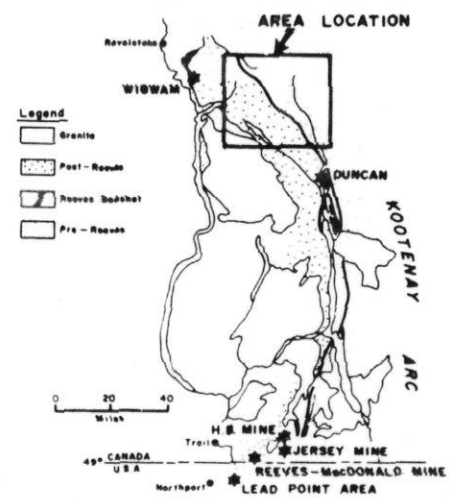 AREA LOCATION
Revelstoke
WIGWAM
Legend
Granite
Post-Reeves
Reeves Badshot
Pre-Reeves
DUNCAN
KOOTENAY
ARC
0 20 40
Miles
H.B. MINE
Trail
JERSEY MINE
49° CANADA
U.S.A
REEVES-MacDONALD MINE
Northport
LEAD POINT AREA